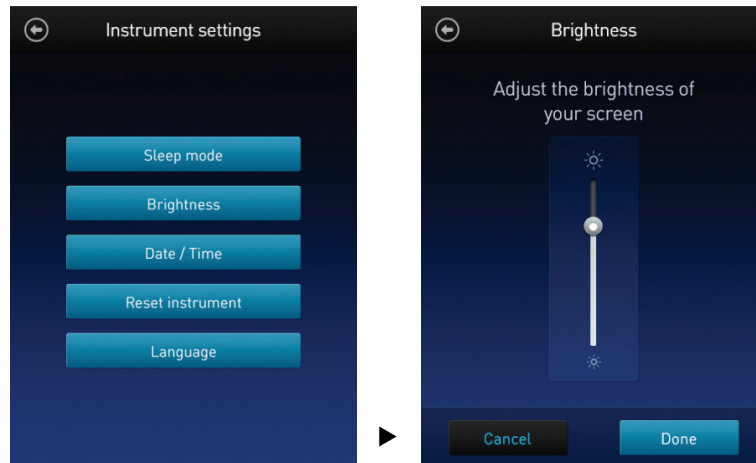 Instrument settings
Sleep mode
Brightness
Date / Time
Reset instrument
Language
Brightness
Adjust the brightness of
your screen
Cancel
Done